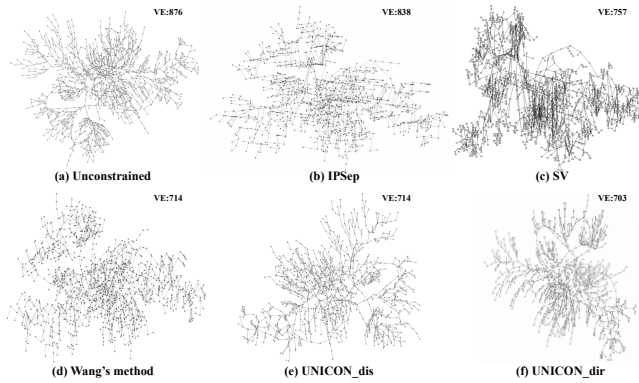 VE:876
VE:838
VE:757
(a) Unconstrained
(b) IPSep
(c) SV
VE:714
VE:714
VE:703
(d) Wang's method
(e) UNICON_dis
(f) UNICON_dir